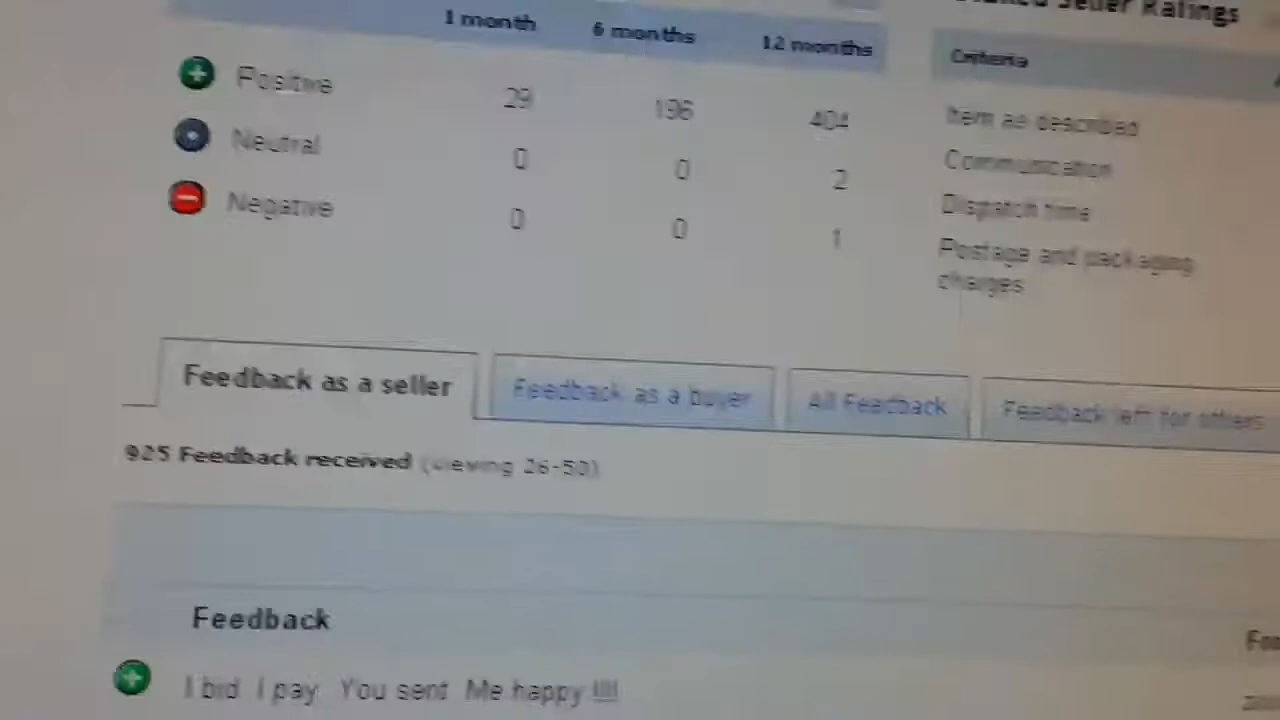 Seller Ratings
1 month 6 months 12 months
Criteria
Positive 29 196 404
Item as described
Neutral 0 0 2
Communication
Dispatch time
Negative 0 0 1
Postage and packaging
charges
Feedback as a seller Feedback as a buyer All Feedback Feedback left for others
925 Feedback received (viewing 26-50)
Feedback
I bid I pay You sent Me happy !!!!